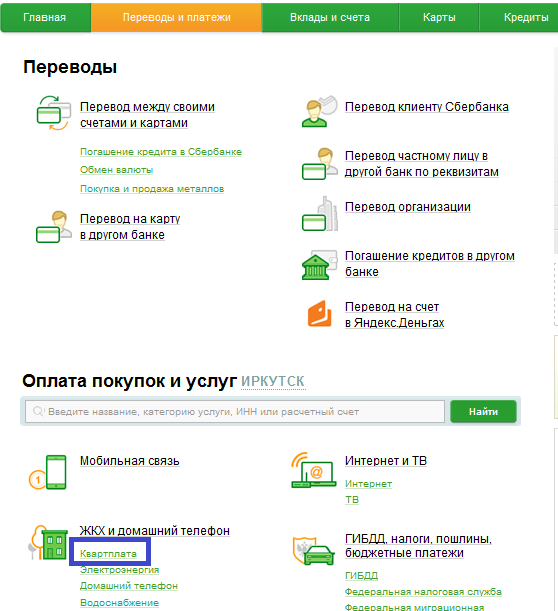 Главная Переводы и платежи Вклады и счета Карты Кредиты
Переводы
Перевод между своими
счетами и картами
Погашение кредита в Сбербанке
Обмен валюты
Покупка и продажа металлов
Перевод на карту
в другом банке
Перевод клиенту Сбербанка
Перевод частному лицу в
другой банк по реквизитам
Перевод организации
Погашение кредитов в другом
банке
Перевод на счет
в Яндекс.Деньгах
Оплата покупок и услуг ИРКУТСК
Введите название, категорию услуги, ИНН или расчетный счет Найти
Мобильная связь
Интернет и ТВ
Интернет
ТВ
ЖКХ и домашний телефон
Квартплата
Электроэнергия
Домашний телефон
Водоснабжение
ГИБДД, налоги, пошлины,
бюджетные платежи
ГИБДД
Федеральная налоговая служба
Федеральная миграционная